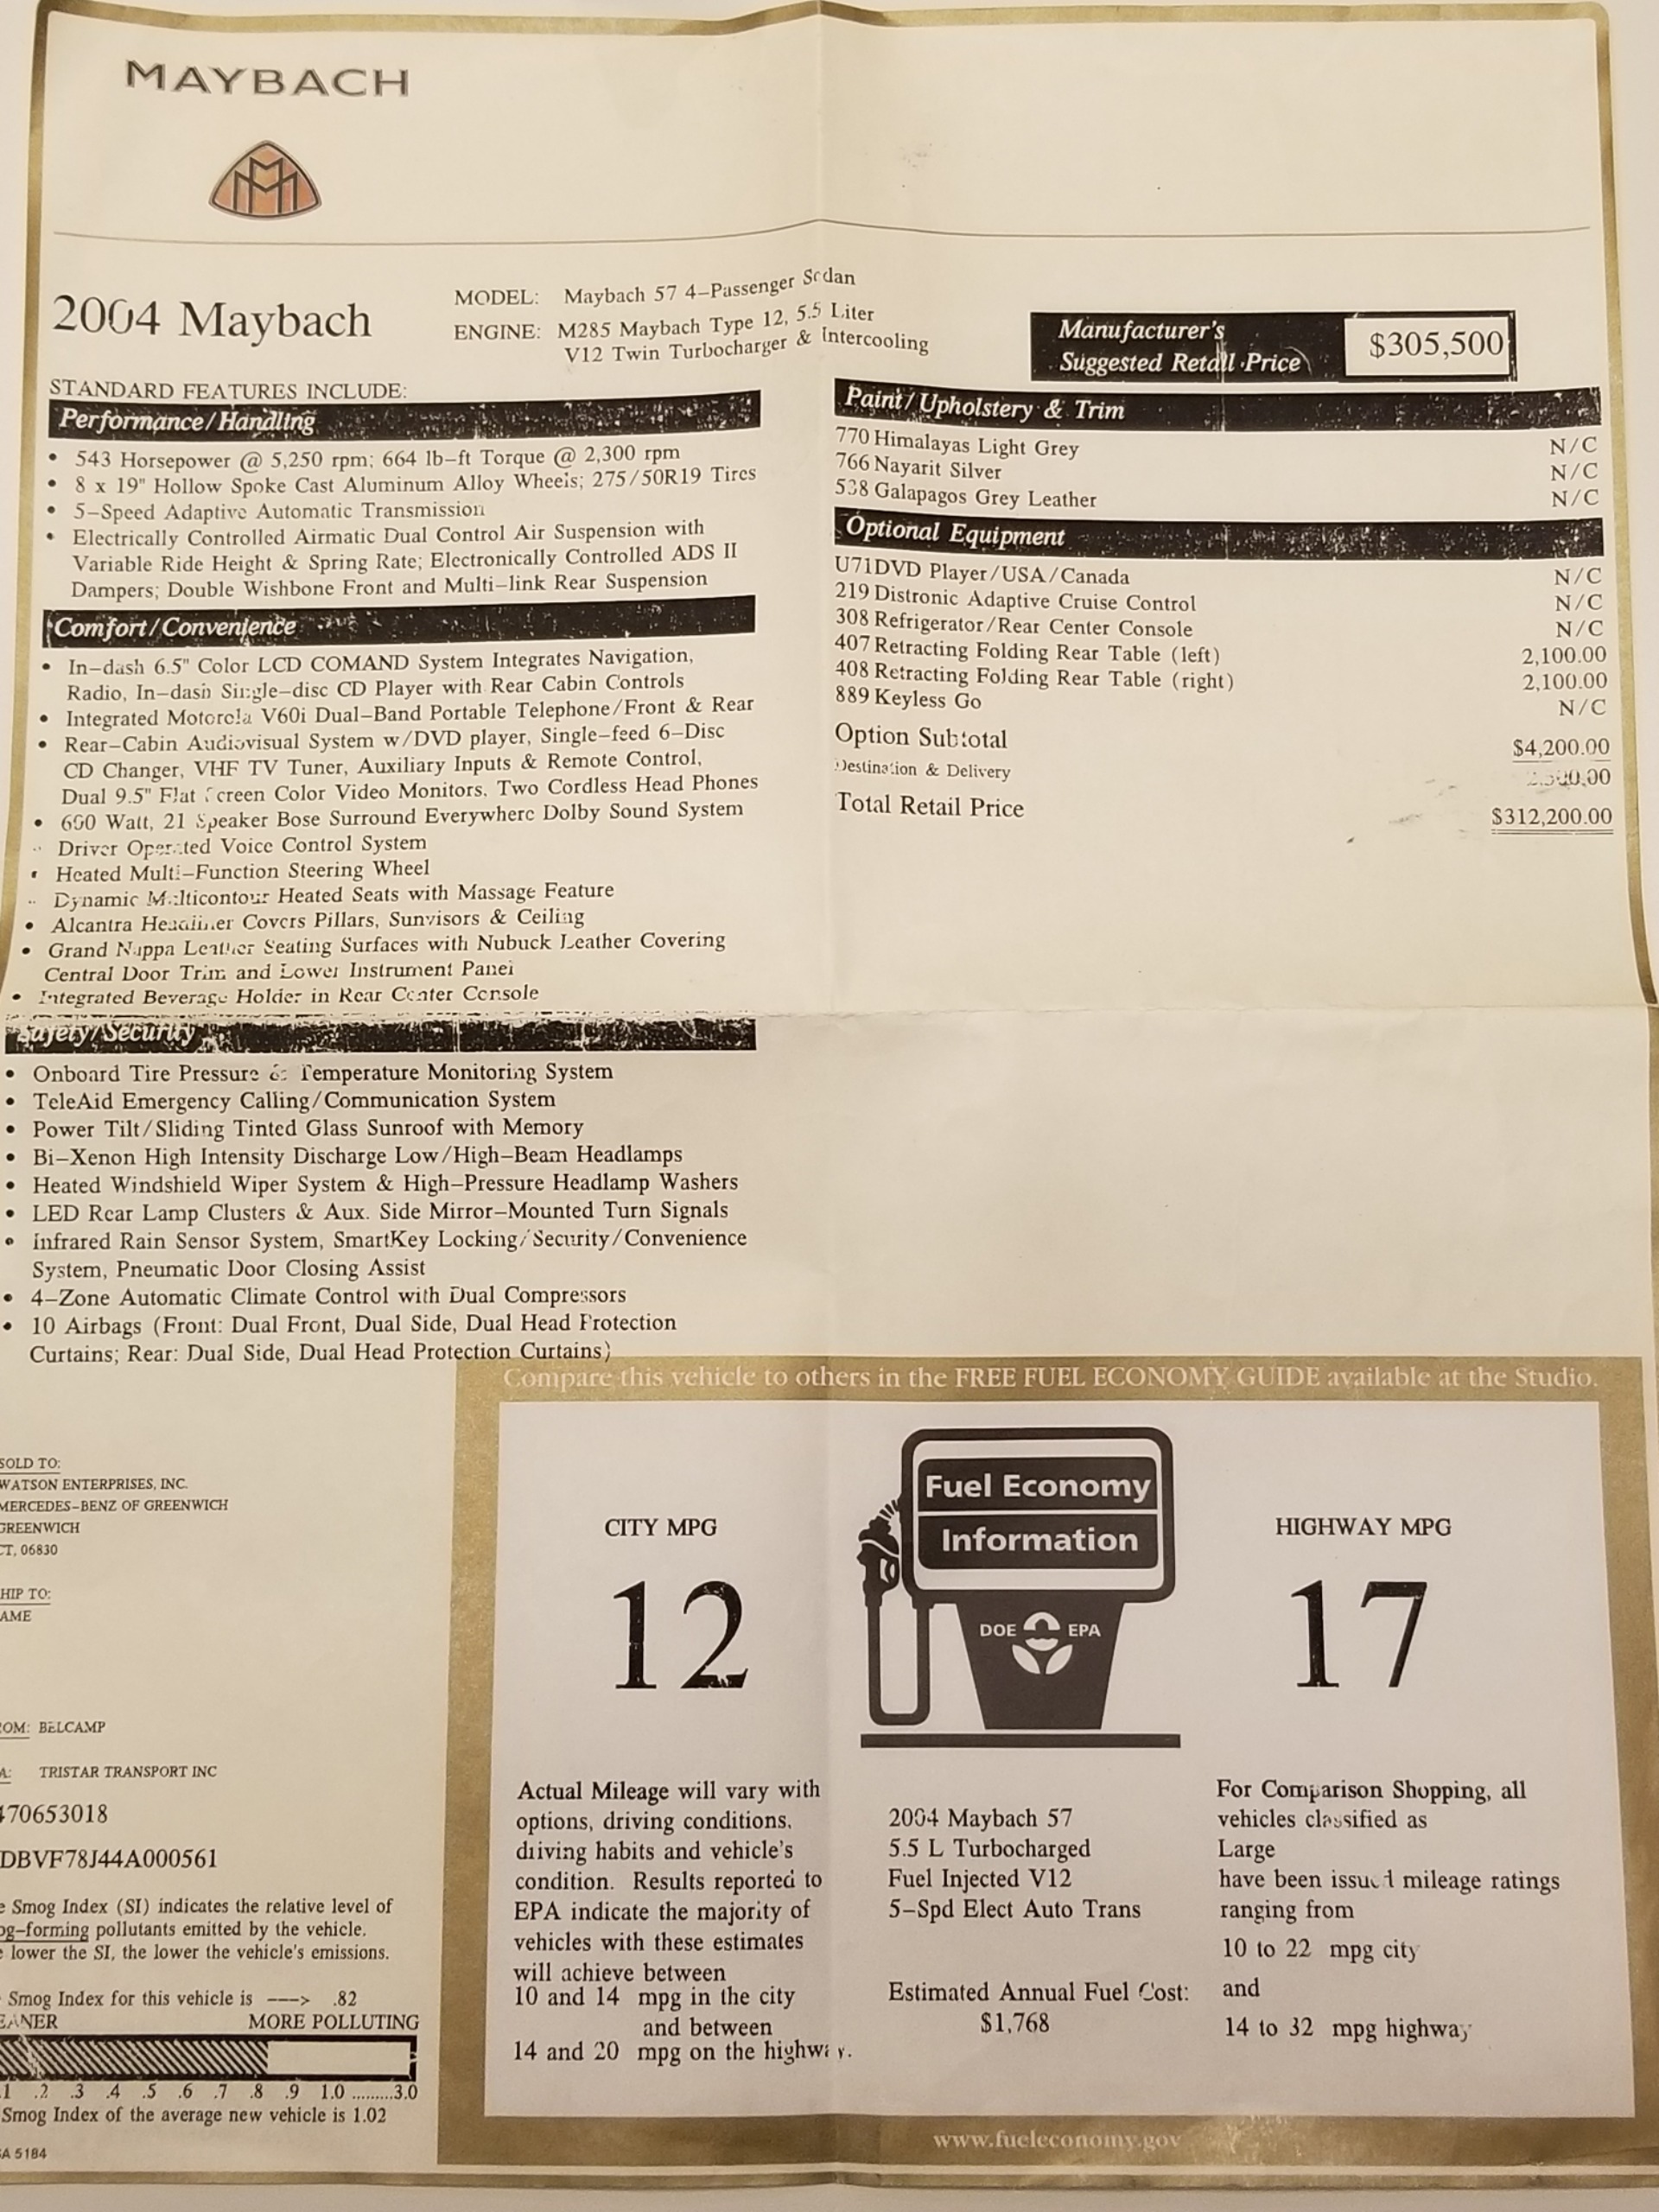 MAYBACH
2004 Maybach
MODEL: Maybach 57 4-Passenger Sedan
ENGINE: M285 Maybach Type 12, 5.5 Liter
V12 Twin Turbocharger & Intercooling
Manufacturer's
Suggested Retail Price
$305,500
STANDARD FEATURES INCLUDE:
Performance/Handling
• 543 Horsepower @ 5,250 rpm; 664 lb-ft Torque @ 2,300 rpm
• 8 x 19" Hollow Spoke Cast Aluminum Alloy Wheels; 275/50R19 Tires
• 5-Speed Adaptive Automatic Transmission
• Electrically Controlled Airmatic Dual Control Air Suspension with
Variable Ride Height & Spring Rate; Electronically Controlled ADS II
Dampers; Double Wishbone Front and Multi-link Rear Suspension
Comfort/Convenience
• In-dash 6.5" Color LCD COMAND System Integrates Navigation,
Radio, In-dash Single-disc CD Player with Rear Cabin Controls
• Integrated Motorola V60i Dual-Band Portable Telephone/Front & Rear
• Rear-Cabin Audiovisual System w/DVD player, Single-feed 6-Disc
CD Changer, VHF TV Tuner, Auxiliary Inputs & Remote Control,
Dual 9.5" Flat Screen Color Video Monitors, Two Cordless Head Phones
• 600 Watt, 21 Speaker Bose Surround Everywhere Dolby Sound System
• Driver Operated Voice Control System
• Heated Multi-Function Steering Wheel
• Dynamic Multicontour Heated Seats with Massage Feature
• Alcantra Headliner Covers Pillars, Sunvisors & Ceiling
• Grand Nappa Leather Seating Surfaces with Nubuck Leather Covering
Central Door Trim and Lower Instrument Panel
• Integrated Beverage Holder in Rear Center Console
Safety/Security
• Onboard Tire Pressure & Temperature Monitoring System
• TeleAid Emergency Calling/Communication System
• Power Tilt/Sliding Tinted Glass Sunroof with Memory
• Bi-Xenon High Intensity Discharge Low/High-Beam Headlamps
• Heated Windshield Wiper System & High-Pressure Headlamp Washers
• LED Rear Lamp Clusters & Aux. Side Mirror-Mounted Turn Signals
• Infrared Rain Sensor System, SmartKey Locking/Security/Convenience
System, Pneumatic Door Closing Assist
• 4-Zone Automatic Climate Control with Dual Compressors
• 10 Airbags (Front: Dual Front, Dual Side, Dual Head Protection
Curtains; Rear: Dual Side, Dual Head Protection Curtains)
Paint/Upholstery & Trim
770 Himalayas Light Grey N/C
766 Nayarit Silver N/C
538 Galapagos Grey Leather N/C
Optional Equipment
U71 DVD Player/USA/Canada N/C
219 Distronic Adaptive Cruise Control N/C
308 Refrigerator/Rear Center Console N/C
407 Retracting Folding Rear Table (left) 2,100.00
408 Retracting Folding Rear Table (right) 2,100.00
889 Keyless Go N/C
Option Subtotal $4,200.00
Destination & Delivery
Total Retail Price $312,200.00
SOLD TO:
WATSON ENTERPRISES, INC.
MERCEDES-BENZ OF GREENWICH
GREENWICH
CT, 06830
HIP TO:
AME
OM: BELCAMP
A: TRISTAR TRANSPORT INC
470653018
DBVF78J44A000561
e Smog Index (SI) indicates the relative level of
og-forming pollutants emitted by the vehicle.
e lower the SI, the lower the vehicle's emissions.
Smog Index for this vehicle is ---> .82
EANER MORE POLLUTING
.1 .2 .3 .4 .5 .6 .7 .8 .9 1.0 .........3.0
Smog Index of the average new vehicle is 1.02
A 5184
Compare this vehicle to others in the FREE FUEL ECONOMY GUIDE available at the Studio.
CITY MPG
12
Fuel Economy
Information
DOE EPA
HIGHWAY MPG
17
Actual Mileage will vary with
options, driving conditions,
driving habits and vehicle's
condition. Results reported to
EPA indicate the majority of
vehicles with these estimates
will achieve between
10 and 14 mpg in the city
and between
14 and 20 mpg on the highway.
2004 Maybach 57
5.5 L Turbocharged
Fuel Injected V12
5-Spd Elect Auto Trans
Estimated Annual Fuel Cost:
$1,768
For Comparison Shopping, all
vehicles classified as
Large
have been issued mileage ratings
ranging from
10 to 22 mpg city
and
14 to 32 mpg highway
www.fueleconomy.gov